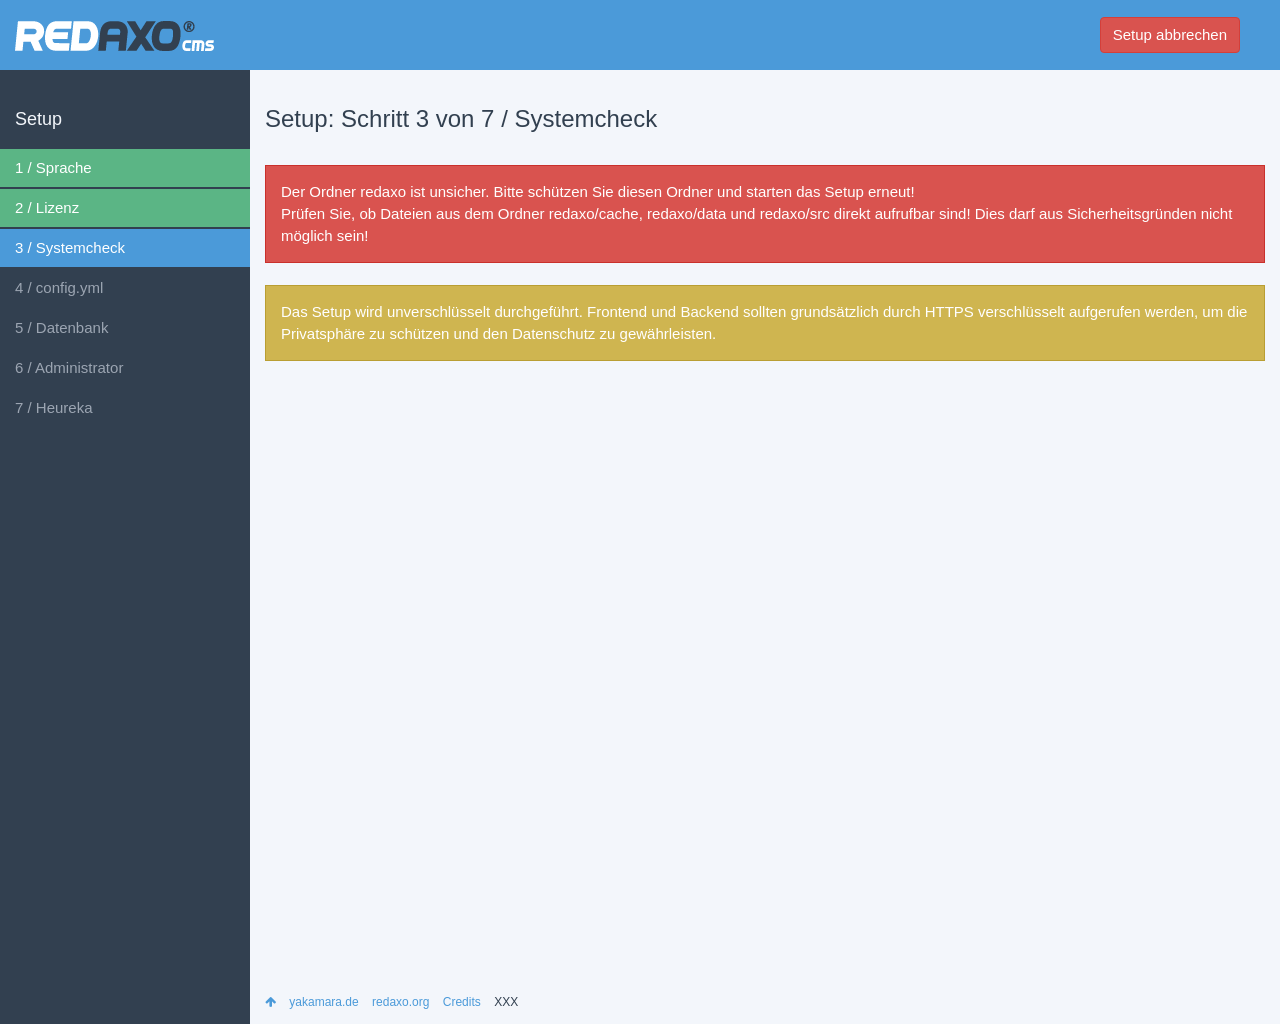 REDAXO® cms
Setup abbrechen
Setup
1 / Sprache
2 / Lizenz
3 / Systemcheck
4 / config.yml
5 / Datenbank
6 / Administrator
7 / Heureka
Setup: Schritt 3 von 7 / Systemcheck
Der Ordner redaxo ist unsicher. Bitte schützen Sie diesen Ordner und starten das Setup erneut!
Prüfen Sie, ob Dateien aus dem Ordner redaxo/cache, redaxo/data und redaxo/src direkt aufrufbar sind! Dies darf aus Sicherheitsgründen nicht
möglich sein!
Das Setup wird unverschlüsselt durchgeführt. Frontend und Backend sollten grundsätzlich durch HTTPS verschlüsselt aufgerufen werden, um die
Privatsphäre zu schützen und den Datenschutz zu gewährleisten.
yakamara.de redaxo.org Credits XXX